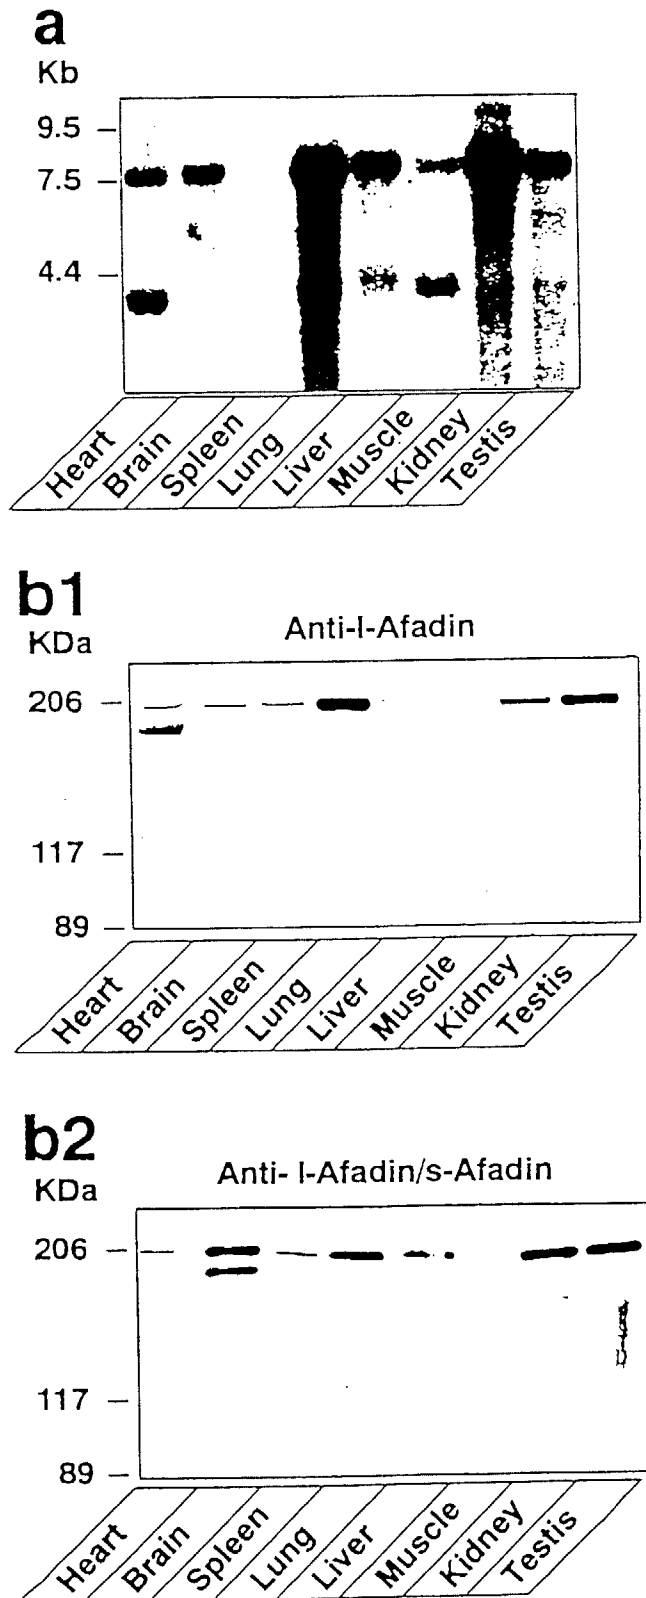 a
Kb
9.5
7.5
4.4
Heart
Brain
Spleen
Lung
Liver
Muscle
Kidney
Testis
b1
KDa
Anti-l-Afadin
206
117
89
Heart
Brain
Spleen
Lung
Liver
Muscle
Kidney
Testis
b2
KDa
Anti- l-Afadin/s-Afadin
206
117
89
Heart
Brain
Spleen
Lung
Liver
Muscle
Kidney
Testis